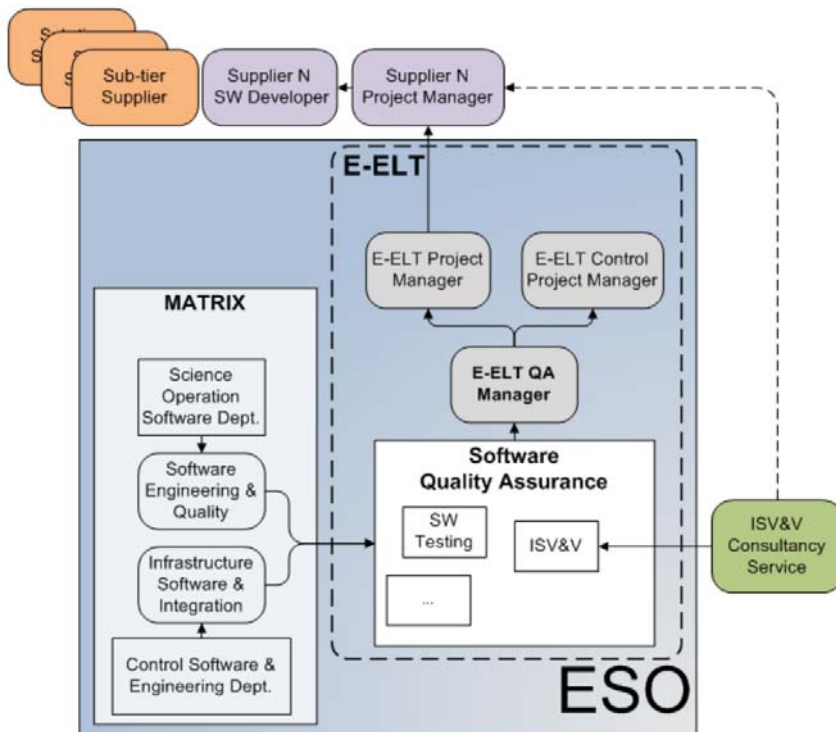 Sub-tier
Supplier
Supplier N
SW Developer
Supplier N
Project Manager
E-ELT
E-ELT Project
Manager
E-ELT Control
Project Manager
MATRIX
E-ELT QA
Manager
Science
Operation
Software Dept.
Software
Engineering &
Quality
Infrastructure
Software &
Integration
Control Software &
Engineering Dept.
Software
Quality Assurance
SW
Testing
ISV&V
...
ISV&V
Consultancy
Service
ESO